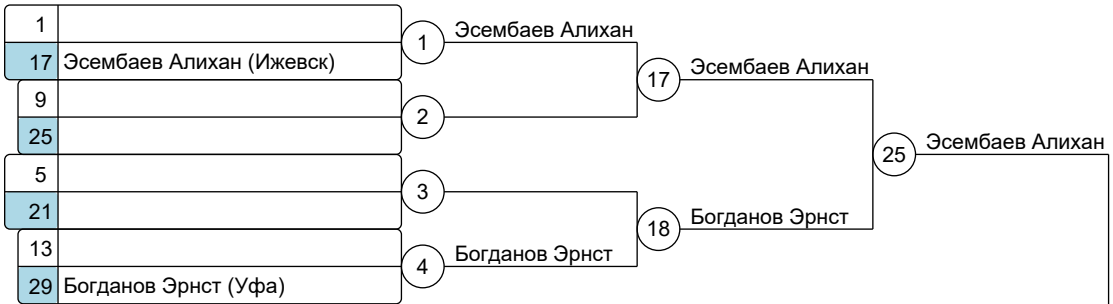 1
17 Эсембаев Алихан (Ижевск)
1 Эсембаев Алихан
9
25
2
17 Эсембаев Алихан
5
21
3
13
29 Богданов Эрнст (Уфа)
4 Богданов Эрнст
18 Богданов Эрнст
25 Эсембаев Алихан